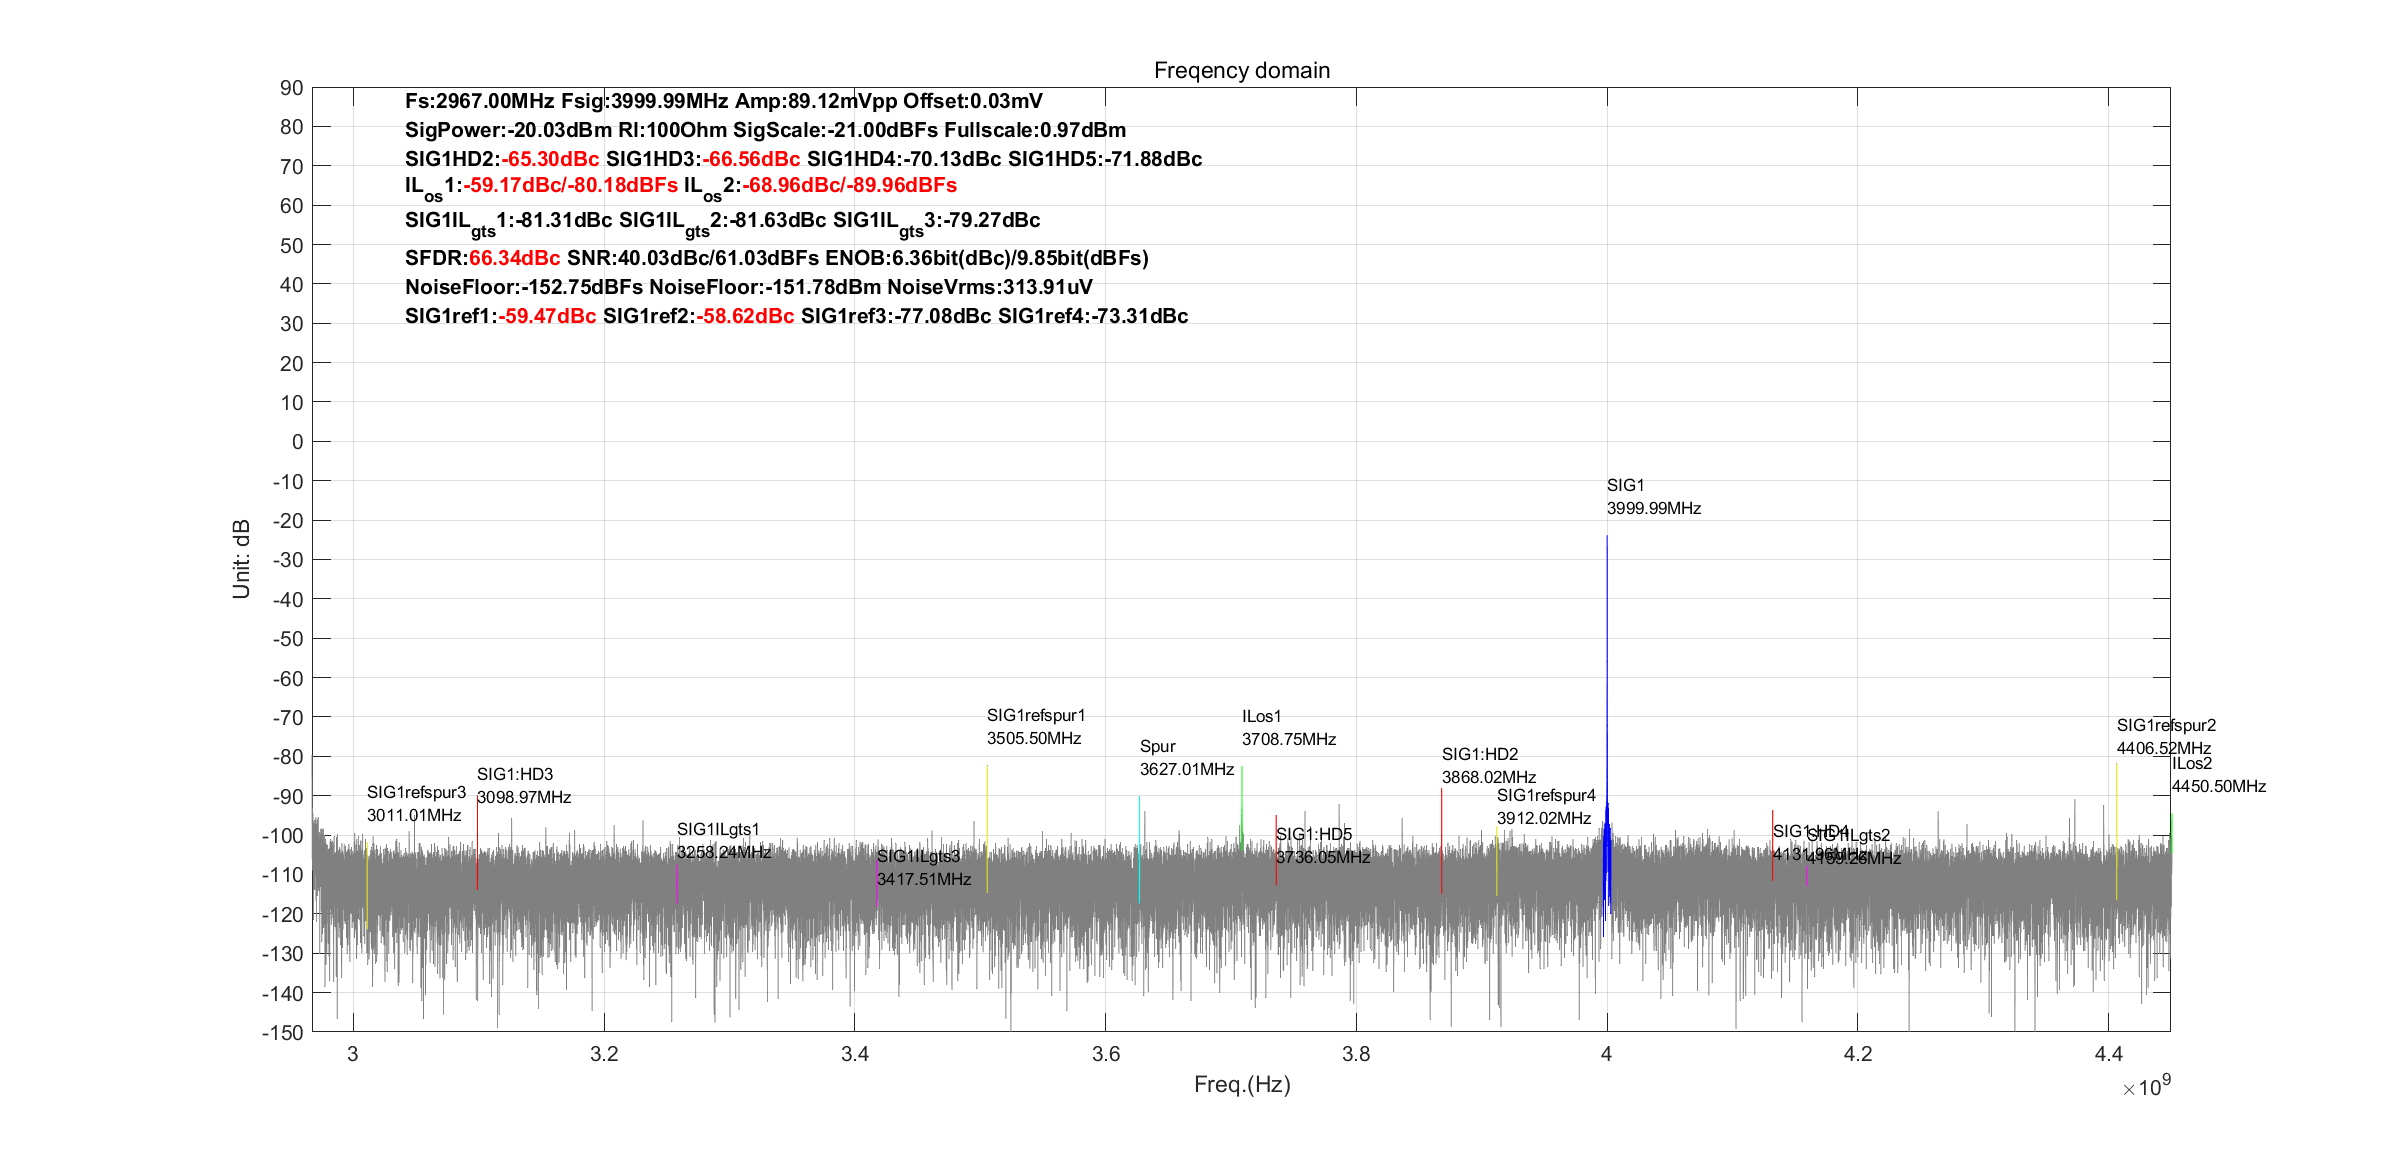 Freqency domain
Fs:2967.00MHz Fsig:3999.99MHz Amp:89.12mVpp Offset:0.03mV
SigPower:-20.03dBm Rl:100Ohm SigScale:-21.00dBFs Fullscale:0.97dBm
SIG1HD2:-65.30dBc SIG1HD3:-66.56dBc SIG1HD4:-70.13dBc SIG1HD5:-71.88dBc
ILos1:-59.17dBc/-80.18dBFs ILos2:-68.96dBc/-89.96dBFs
SIG1ILgts1:-81.31dBc SIG1ILgts2:-81.63dBc SIG1ILgts3:-79.27dBc
SFDR:66.34dBc SNR:40.03dBc/61.03dBFs ENOB:6.36bit(dBc)/9.85bit(dBFs)
NoiseFloor:-152.75dBFs NoiseFloor:-151.78dBm NoiseVrms:313.91uV
SIG1ref1:-59.47dBc SIG1ref2:-58.62dBc SIG1ref3:-77.08dBc SIG1ref4:-73.31dBc
90
80
70
60
50
40
30
20
10
0
-10
-20
-30
-40
-50
-60
-70
-80
-90
-100
-110
-120
-130
-140
-150
Unit: dB
SIG1
3999.99MHz
SIG1refspur1
3505.50MHz
ILos1
3708.75MHz
SIG1refspur2
4406.52MHz
Spur
3627.01MHz
SIG1:HD2
3868.02MHz
ILos2
4450.50MHz
SIG1:HD3
3098.97MHz
SIG1refspur3
3011.01MHz
SIG1refspur4
3912.02MHz
SIG1ILgts1
3258.24MHz
SIG1:HD5
3736.05MHz
SIG1:HD4
4131.96MHz
SIG1ILgts2
4159.26MHz
SIG1ILgts3
3417.51MHz
3
3.2
3.4
3.6
3.8
4
4.2
4.4
Freq.(Hz)
×10^9